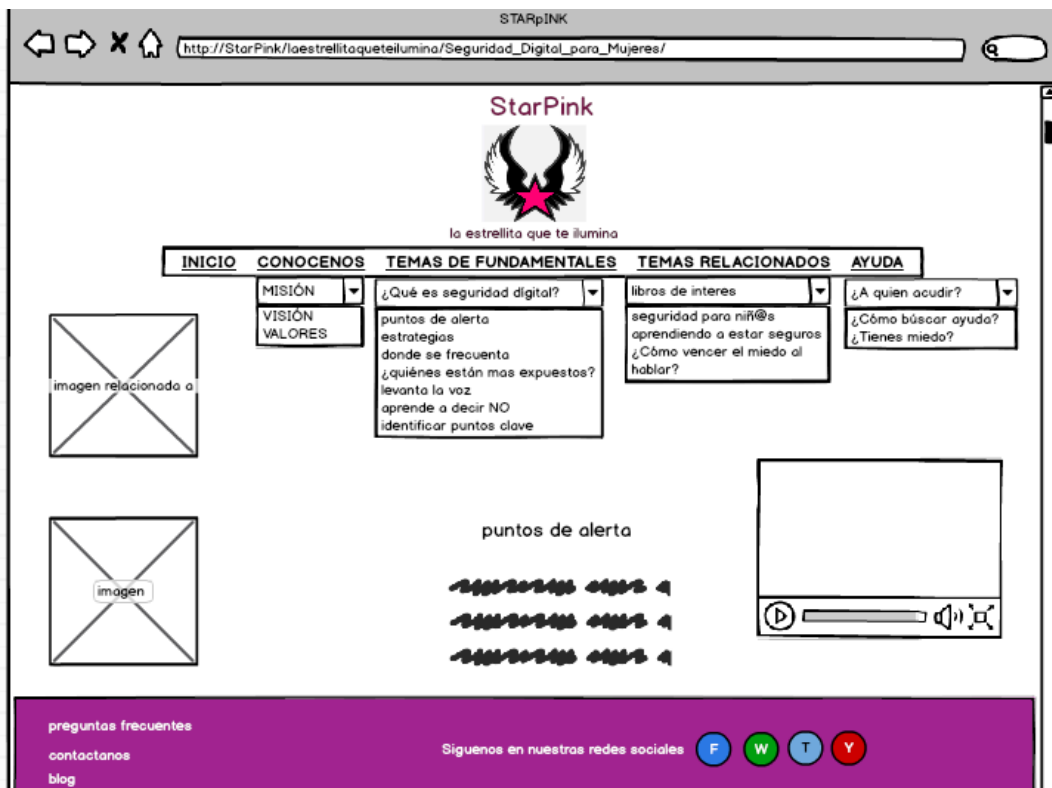 STARpINK
http://StarPink/laestrellitaqueteilumina/Seguridad_Digital_para_Mujeres/
StarPink
la estrellita que te ilumina
INICIO CONOCENOS TEMAS DE FUNDAMENTALES TEMAS RELACIONADOS AYUDA
MISIÓN
VISIÓN
VALORES
¿Qué es seguridad dígital?
puntos de alerta
estrategias
donde se frecuenta
¿quiénes están mas expuestos?
levanta la voz
aprende a decir NO
identificar puntos clave
libros de interes
seguridad para niñ@s
aprendiendo a estar seguros
¿Cómo vencer el miedo al
hablar?
¿A quien acudir?
¿Cómo búscar ayuda?
¿Tienes miedo?
imagen relacionada a
imagen
puntos de alerta
preguntas frecuentes
contactanos
blog
Siguenos en nuestras redes sociales F W T Y